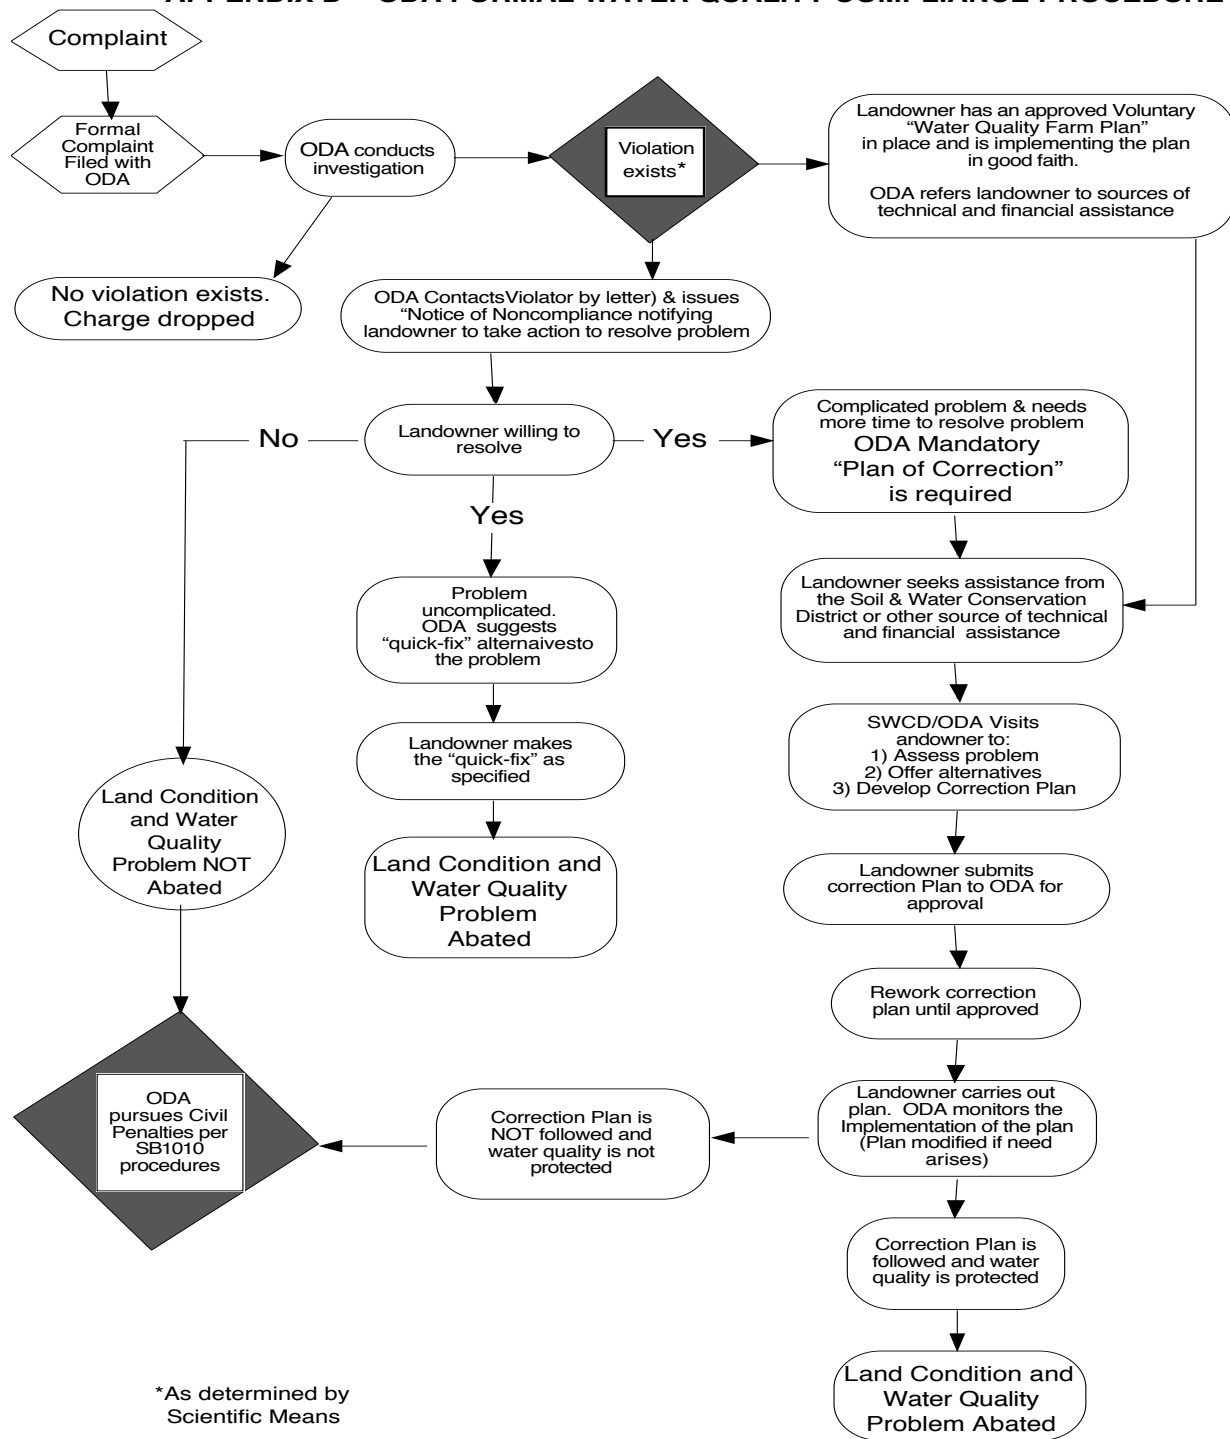 Complaint
Formal
Complaint
Filed with
ODA
ODA conducts
investigation
Violation
exists*
Landowner has an approved Voluntary
“Water Quality Farm Plan”
in place and is implementing the plan
in good faith.
ODA refers landowner to sources of
technical and financial assistance
No violation exists.
Charge dropped
ODA ContactsViolator by letter) & issues
“Notice of Noncompliance notifying
landowner to take action to resolve problem
No
Landowner willing to
resolve
Yes
Complicated problem & needs
more time to resolve problem
ODA Mandatory
“Plan of Correction”
is required
Yes
Problem
uncomplicated.
ODA suggests
“quick-fix” alternaivesto
the problem
Landowner seeks assistance from
the Soil & Water Conservation
District or other source of technical
and financial assistance
Landowner makes
the “quick-fix” as
specified
SWCD/ODA Visits
andowner to:
1) Assess problem
2) Offer alternatives
3) Develop Correction Plan
Land Condition
and Water
Quality
Problem NOT
Abated
Land Condition and
Water Quality
Problem
Abated
Landowner submits
correction Plan to ODA for
approval
Rework correction
plan until approved
ODA
pursues Civil
Penalties per
SB1010
procedures
Correction Plan is
NOT followed and
water quality is not
protected
Landowner carries out
plan. ODA monitors the
Implementation of the plan
(Plan modified if need
arises)
Correction Plan is
followed and water
quality is protected
Land Condition and
Water Quality
Problem Abated
*As determined by
Scientific Means